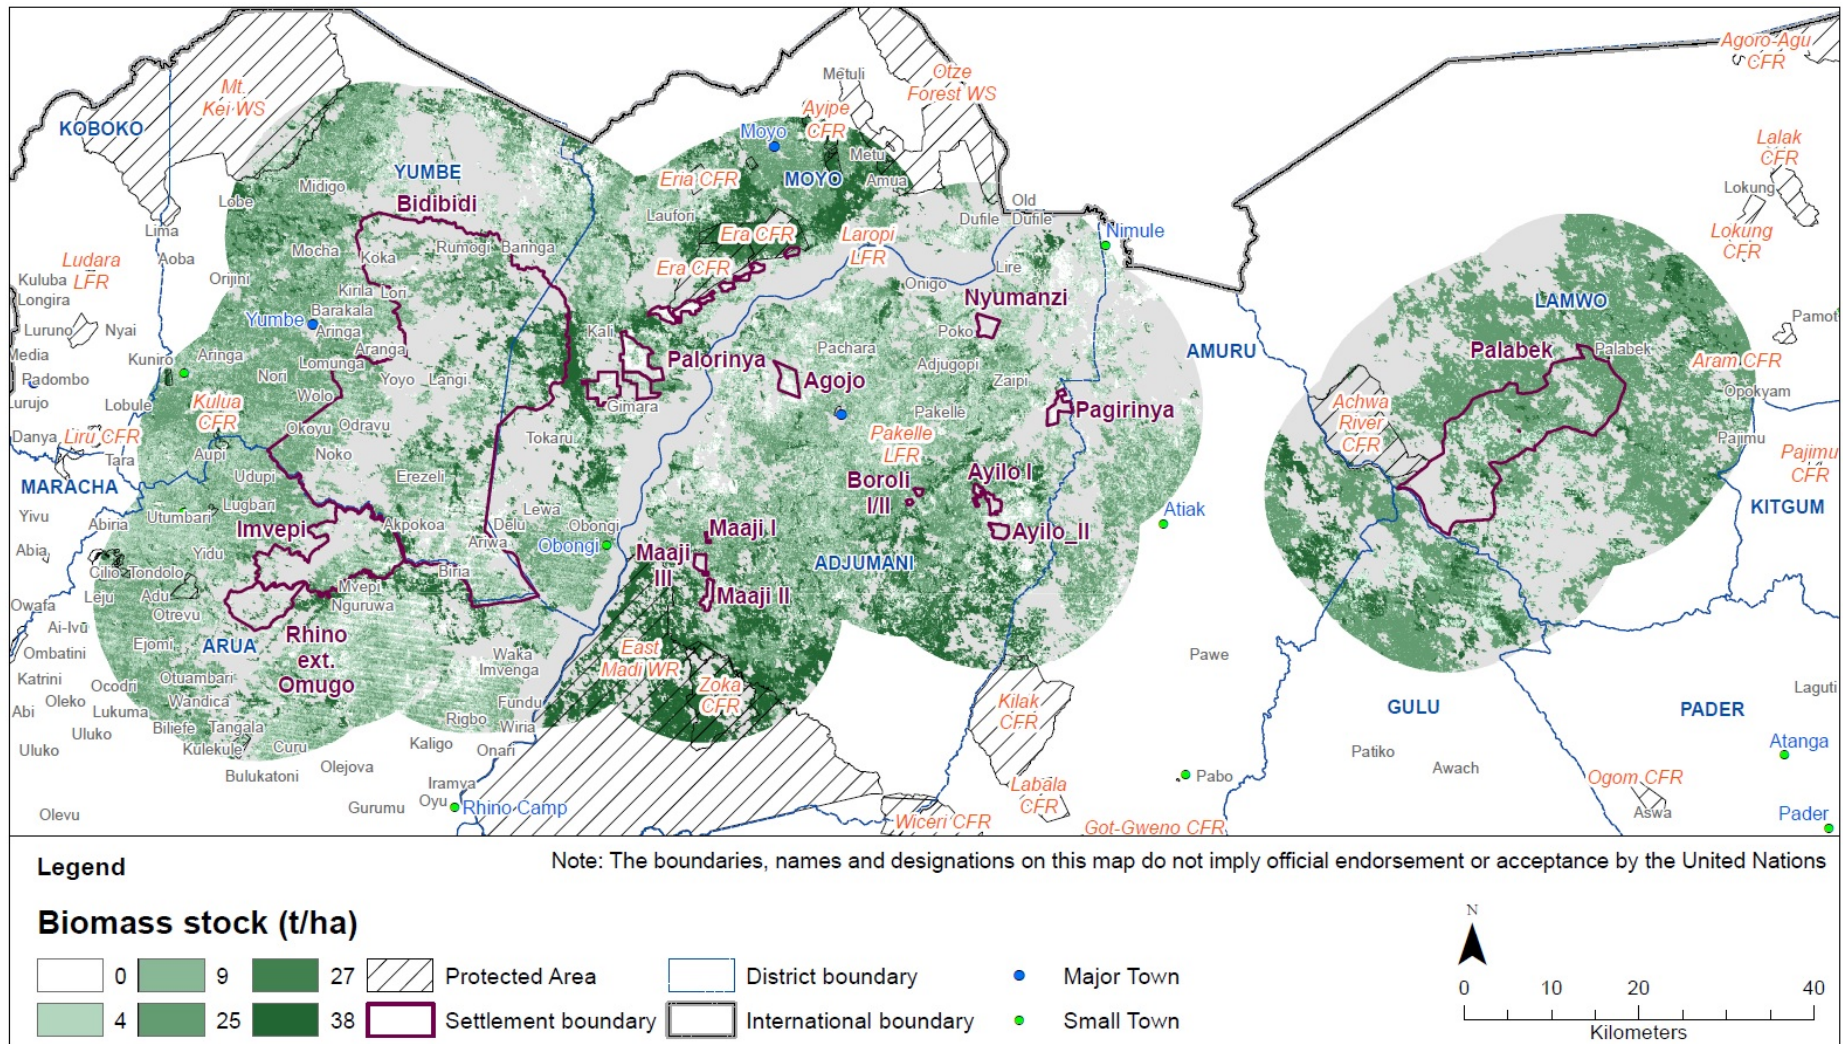 Agoro-Agu
CFR
Metuli
Otze
Forest WS
Mt.
Kei WS
Ayipe
CFR
KOBOKO
Moyo
Lalak
CFR
Metu
YUMBE
Eria CFR
MOYO
Amua
Midigo
Lokung
Lobe
Bidibidi
Old
Laufori
Dufile
Dufile
Lima
Era CFR
Laropi
LFR
Nimule
Lokung
CFR
Mocha
Rumogi
Baringa
Koka
Aoba
Ludara
LFR
Era CFR
Lire
Kuluba
Orijini
Onigo
Longira
Kirila
Lori
Nyumanzi
LAMWO
Barakala
Yumbe
Luruno
Nyai
Aringa
Kali
Poko
Pamot
Media
Kuniro
Aringa
Aranga
Pachara
AMURU
Palabek
Palabek
Lomunga
Palorinya
Adjugopi
Aram CFR
Padombo
Nori
Yoyo
Langi
Agojo
Zaipi
Opokyam
Lurujo
Lobule
Wolo
Gimara
Pakelle
Pagirinya
Kulua
CFR
Achwa
River
CFR
Danya
Liru CFR
Okoyu
Odravu
Tokaru
Pakelle
LFR
Pajimu
Tara
Aupi
Noko
Pajimu
CFR
MARACHA
Udupi
Erezeli
Boroli
I/II
Ayilo I
KITGUM
Yivu
Abiria
Utumbari
Lugbari
Lewa
Atiak
Imvepi
Akpokoa
Delu
Obongi
Maaji I
Ayilo_II
Abia
Yidu
Ariwa
Obongi
Maaji
III
ADJUMANI
Cilio
Tondolo
Biria
Mvepi
Maaji II
Owafa
Leju
Adu
Nguruwa
Otrevu
Ai-Ivu
Rhino
ext.
Omugo
Ejomi
ARUA
East
Madi WR
Ombatini
Waka
Pawe
Katrini
Otuambari
Imvenga
Ocodri
Zoka
CFR
Laguti
Oleko
Wandica
Fundu
Kilak
CFR
GULU
PADER
Abi
Lukuma
Rigbo
Wiria
Uluko
Biliefe
Tangala
Uluko
Kulekule
Curu
Kaligo
Onari
Patiko
Atanga
Olejova
Awach
Bulukatoni
Iramva
Labala
CFR
Pabo
Ogom CFR
Oyu
Rhino Camp
Gurumu
Aswa
Olevu
Wiceri CFR
Got-Gweno CFR
Pader
Legend
Note: The boundaries, names and designations on this map do not imply official endorsement or acceptance by the United Nations
Biomass stock (t/ha)
0
9
27
Protected Area
District boundary
Major Town
4
25
38
Settlement boundary
International boundary
Small Town
N
0 10 20 40
Kilometers